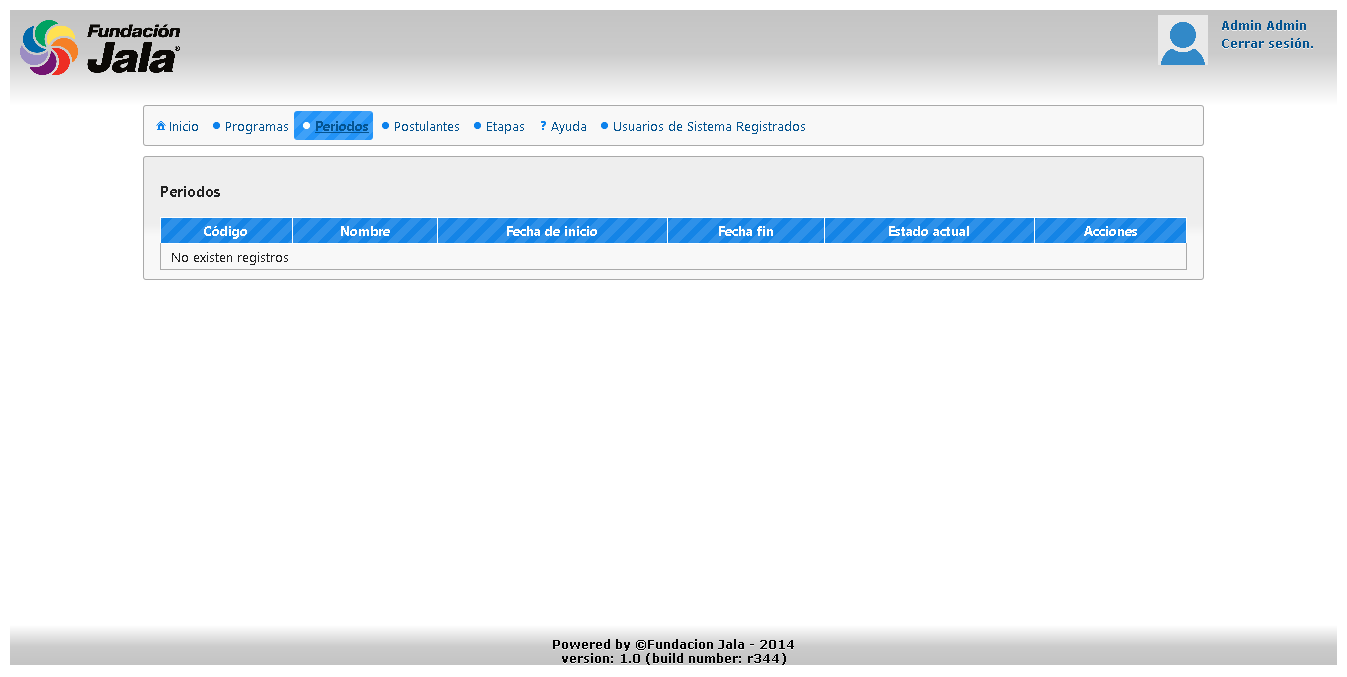 Fundación
Jala®
Admin Admin
Cerrar sesión.
Inicio Programas Periodos Postulantes Etapas ? Ayuda Usuarios de Sistema Registrados
Periodos
Código Nombre Fecha de inicio Fecha fin Estado actual Acciones
No existen registros
Powered by ©Fundacion Jala - 2014
version: 1.0 (build number: r344)